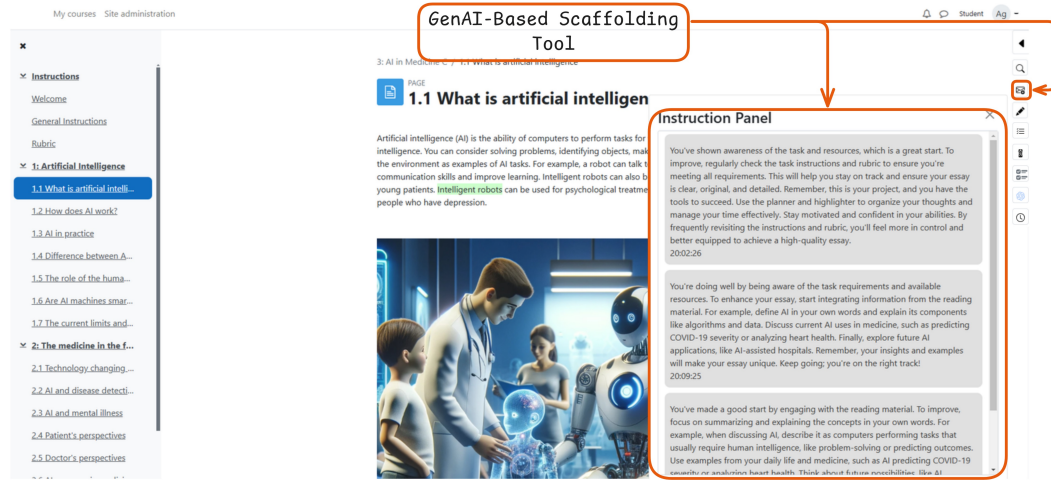 My courses Site administration
GenAI-Based Scaffolding
Tool
Student Ag
3: AI in Medicine C / 1.1 What is artificial intelligence
PAGE
1.1 What is artificial intelligen
Instructions
Welcome
General Instructions
Rubric
1: Artificial Intelligence
1.1 What is artificial intelli...
1.2 How does AI work?
1.3 AI in practice
1.4 Difference between A...
1.5 The role of the huma...
1.6 Are AI machines smar...
1.7 The current limits and...
2: The medicine in the f...
2.1 Technology changing ...
2.2 AI and disease detecti...
2.3 AI and mental illness
2.4 Patient's perspectives
2.5 Doctor's perspectives
Artificial intelligence (AI) is the ability of computers to perform tasks for
intelligence. You can consider solving problems, identifying objects, mak
the environment as examples of AI tasks. For example, a robot can talk t
communication skills and improve learning. Intelligent robots can also b
young patients. Intelligent robots can be used for psychological treatme
people who have depression.
Instruction Panel
You've shown awareness of the task and resources, which is a great start. To
improve, regularly check the task instructions and rubric to ensure you're
meeting all requirements. This will help you stay on track and ensure your essay
is clear, original, and detailed. Remember, this is your project, and you have the
tools to succeed. Use the planner and highlighter to organize your thoughts and
manage your time effectively. Stay motivated and confident in your abilities. By
frequently revisiting the instructions and rubric, you'll feel more in control and
better equipped to achieve a high-quality essay.
20:02:26
You're doing well by being aware of the task requirements and available
resources. To enhance your essay, start integrating information from the reading
material. For example, define AI in your own words and explain its components
like algorithms and data. Discuss current AI uses in medicine, such as predicting
COVID-19 severity or analyzing heart health. Finally, explore future AI
applications, like AI-assisted hospitals. Remember, your insights and examples
will make your essay unique. Keep going; you're on the right track!
20:09:25
You've made a good start by engaging with the reading material. To improve,
focus on summarizing and explaining the concepts in your own words. For
example, when discussing AI, describe it as computers performing tasks that
usually require human intelligence, like problem-solving or predicting outcomes.
Use examples from your daily life and medicine, such as AI predicting COVID-19
severity or analyzing heart health. Think about future possibilities, like AI